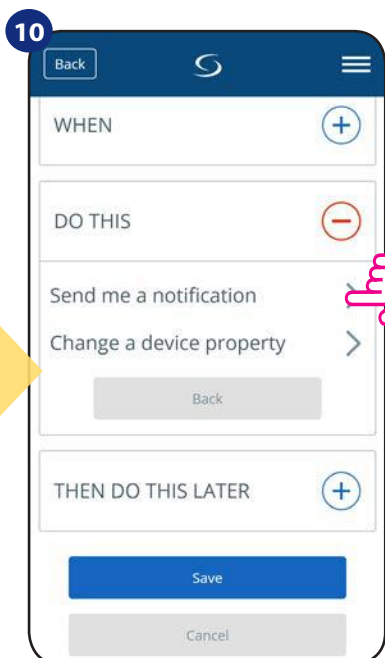 10
Back
WHEN
DO THIS
Send me a notification
Change a device property
Back
THEN DO THIS LATER
Save
Cancel